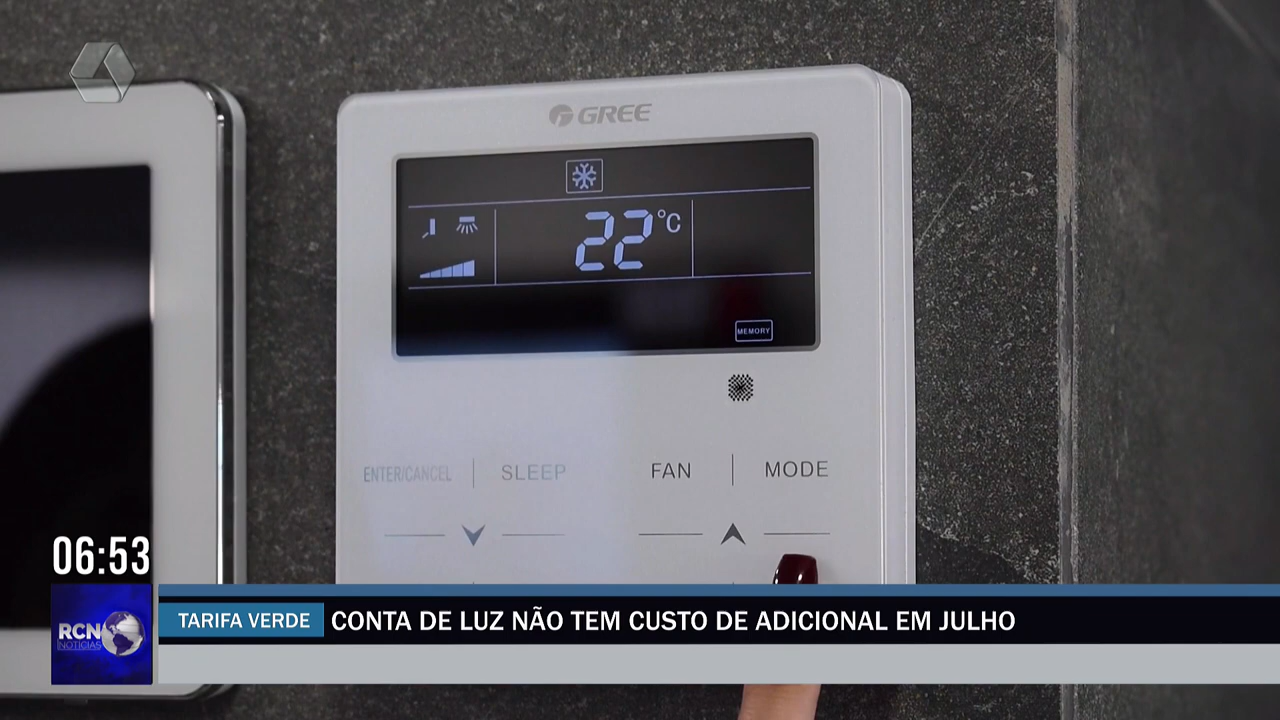 GREE
22°C
MEMORY
ENTER/CANCEL
SLEEP
FAN
MODE
06:53
RCN
NOTÍCIAS
TARIFA VERDE
CONTA DE LUZ NÃO TEM CUSTO DE ADICIONAL EM JULHO